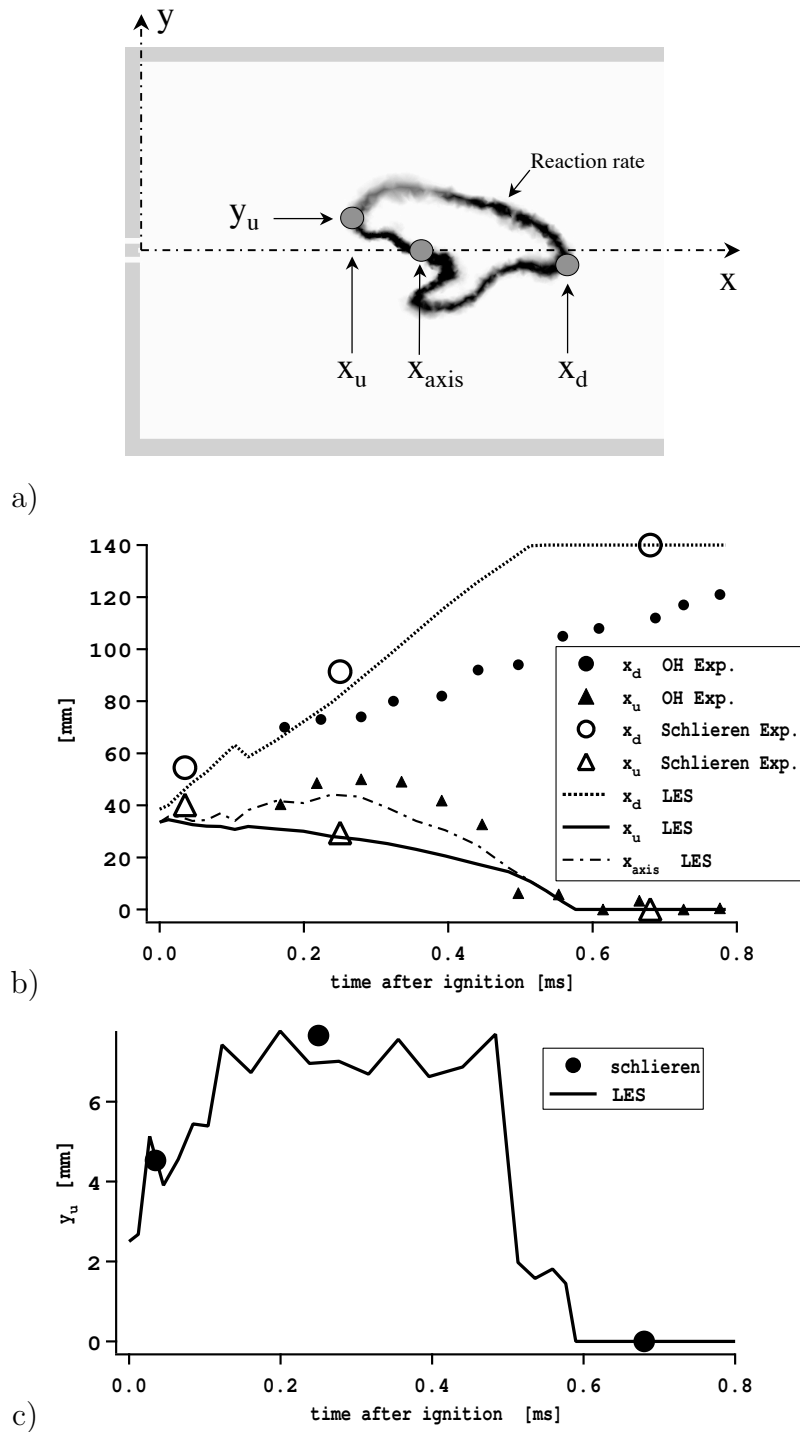 y
Reaction rate
y_u
x
x_u x_axis x_d
a)
140
120
100
80
60
40
20
0
[mm]
x_d OH Exp.
x_u OH Exp.
x_d Schlieren Exp.
x_u Schlieren Exp.
x_d LES
x_u LES
x_axis LES
0.0 0.2 0.4 0.6 0.8
time after ignition [ms]
b)
6
4
2
0
y_u [mm]
schlieren
LES
0.0 0.2 0.4 0.6 0.8
time after ignition [ms]
c)